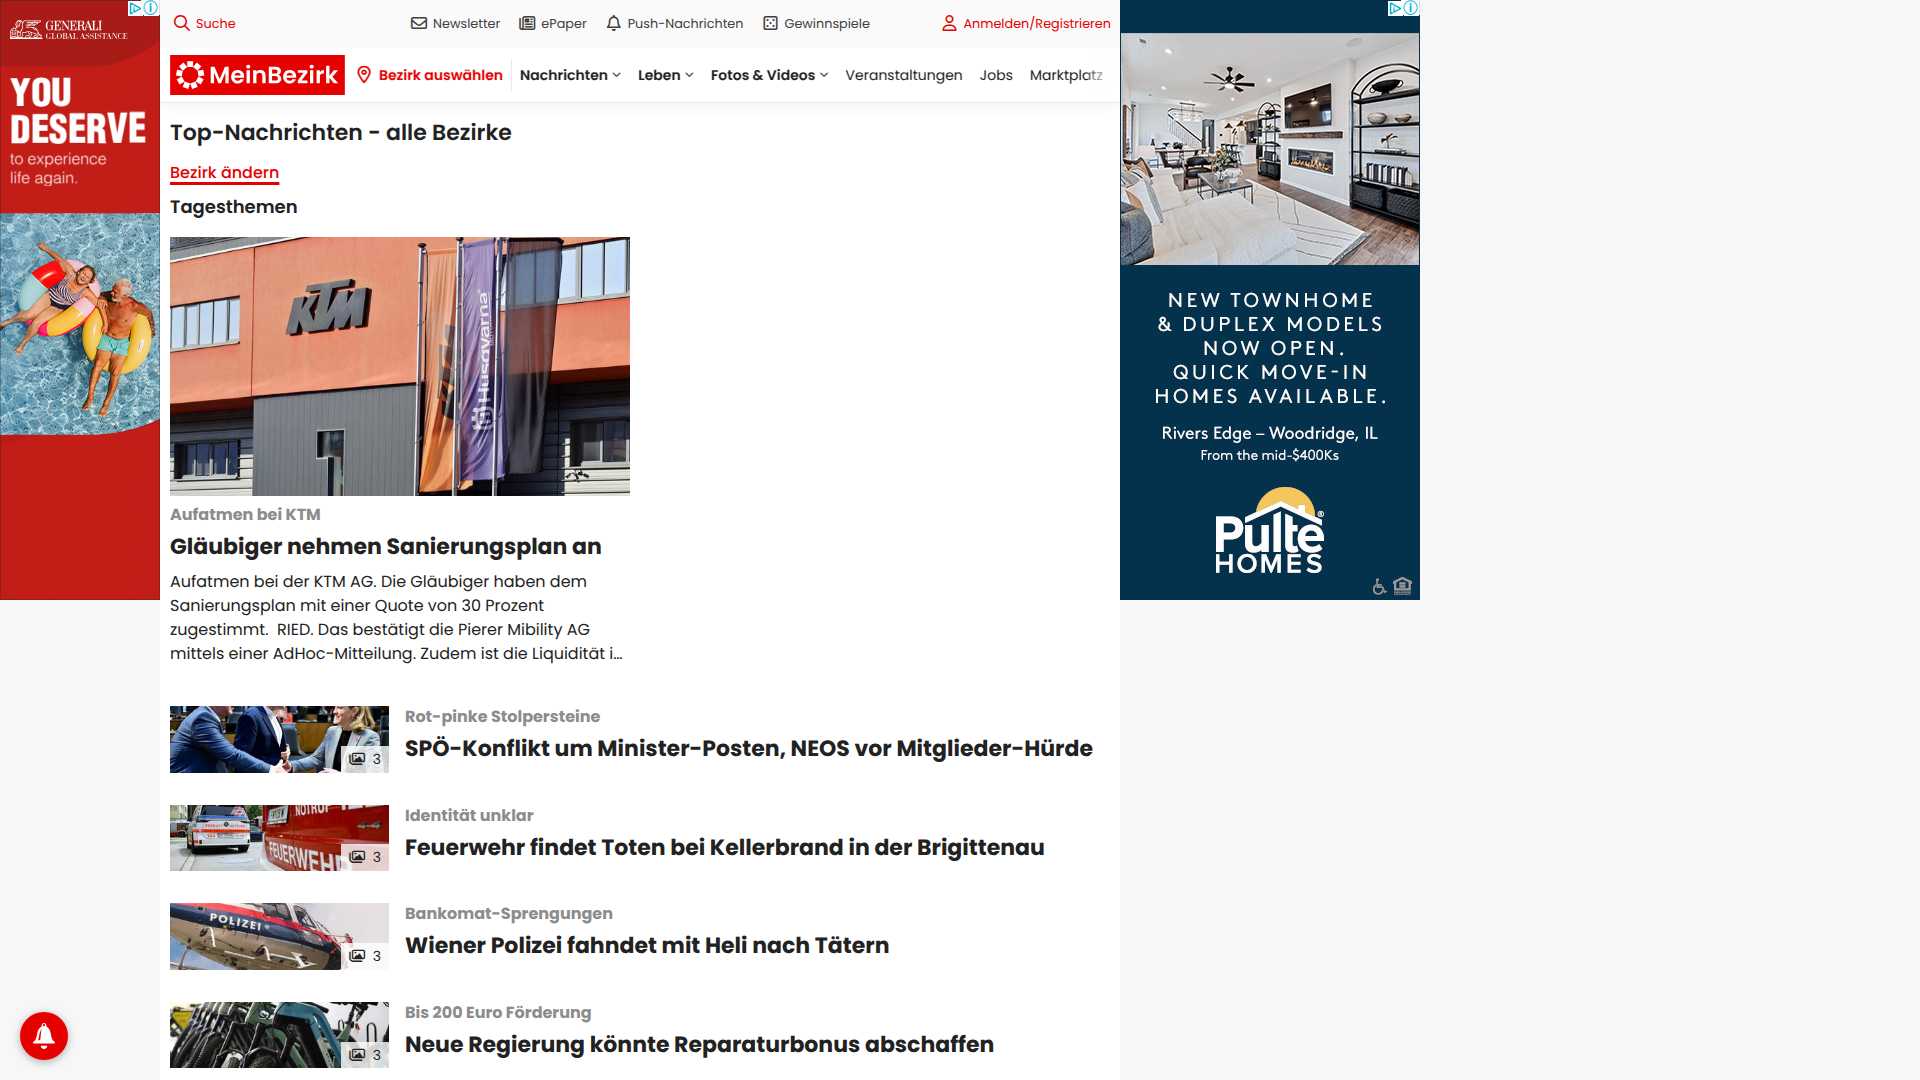 GENERALI
GLOBAL ASSISTANCE
YOU
DESERVE
to experience
life again.
Suche
Newsletter
ePaper
Push-Nachrichten
Gewinnspiele
Anmelden/Registrieren
MeinBezirk
Bezirk auswählen
Nachrichten
Leben
Fotos & Videos
Veranstaltungen
Jobs
Marktplatz
Top-Nachrichten - alle Bezirke
Bezirk ändern
Tagesthemen
KTM
Husqvarna
Aufatmen bei KTM
Gläubiger nehmen Sanierungsplan an
Aufatmen bei der KTM AG. Die Gläubiger haben dem
Sanierungsplan mit einer Quote von 30 Prozent
zugestimmt. RIED. Das bestätigt die Pierer Mibility AG
mittels einer AdHoc-Mitteilung. Zudem ist die Liquidität i...
3
Rot-pinke Stolpersteine
SPÖ-Konflikt um Minister-Posten, NEOS vor Mitglieder-Hürde
NOTRUF
FEUERWEHR
3
Identität unklar
Feuerwehr findet Toten bei Kellerbrand in der Brigittenau
POLIZEI
3
Bankomat-Sprengungen
Wiener Polizei fahndet mit Heli nach Tätern
3
Bis 200 Euro Förderung
Neue Regierung könnte Reparaturbonus abschaffen
NEW TOWNHOME
& DUPLEX MODELS
NOW OPEN.
QUICK MOVE-IN
HOMES AVAILABLE.
Rivers Edge – Woodridge, IL
From the mid-$400Ks
Pulte®
HOMES